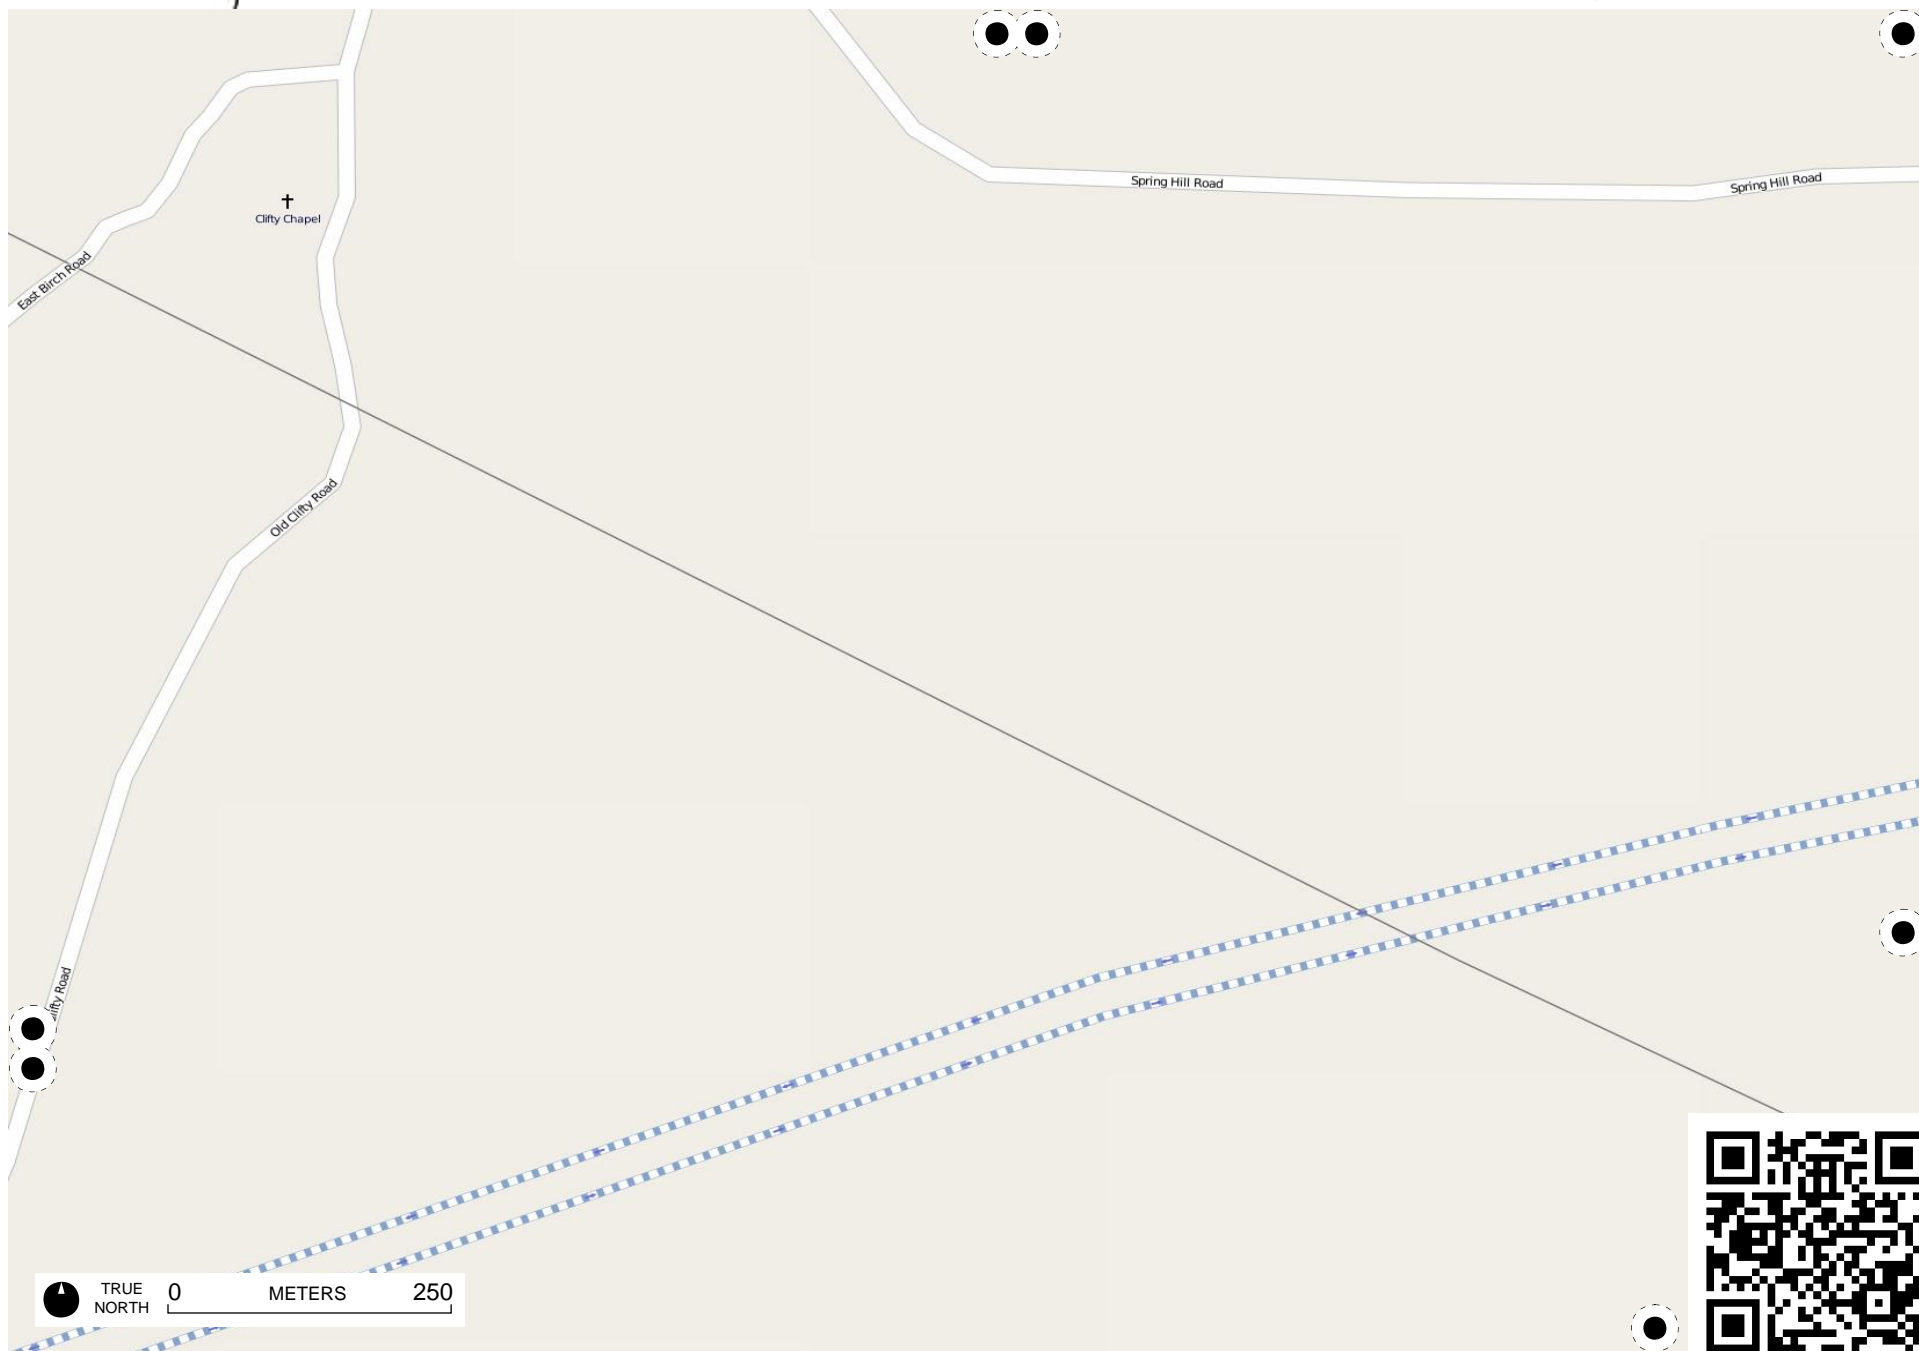 Spring Hill Road
Spring Hill Road
Clifty Chapel
East Birch Road
Old Clifty Road
Road
TRUE
NORTH
0
METERS
250